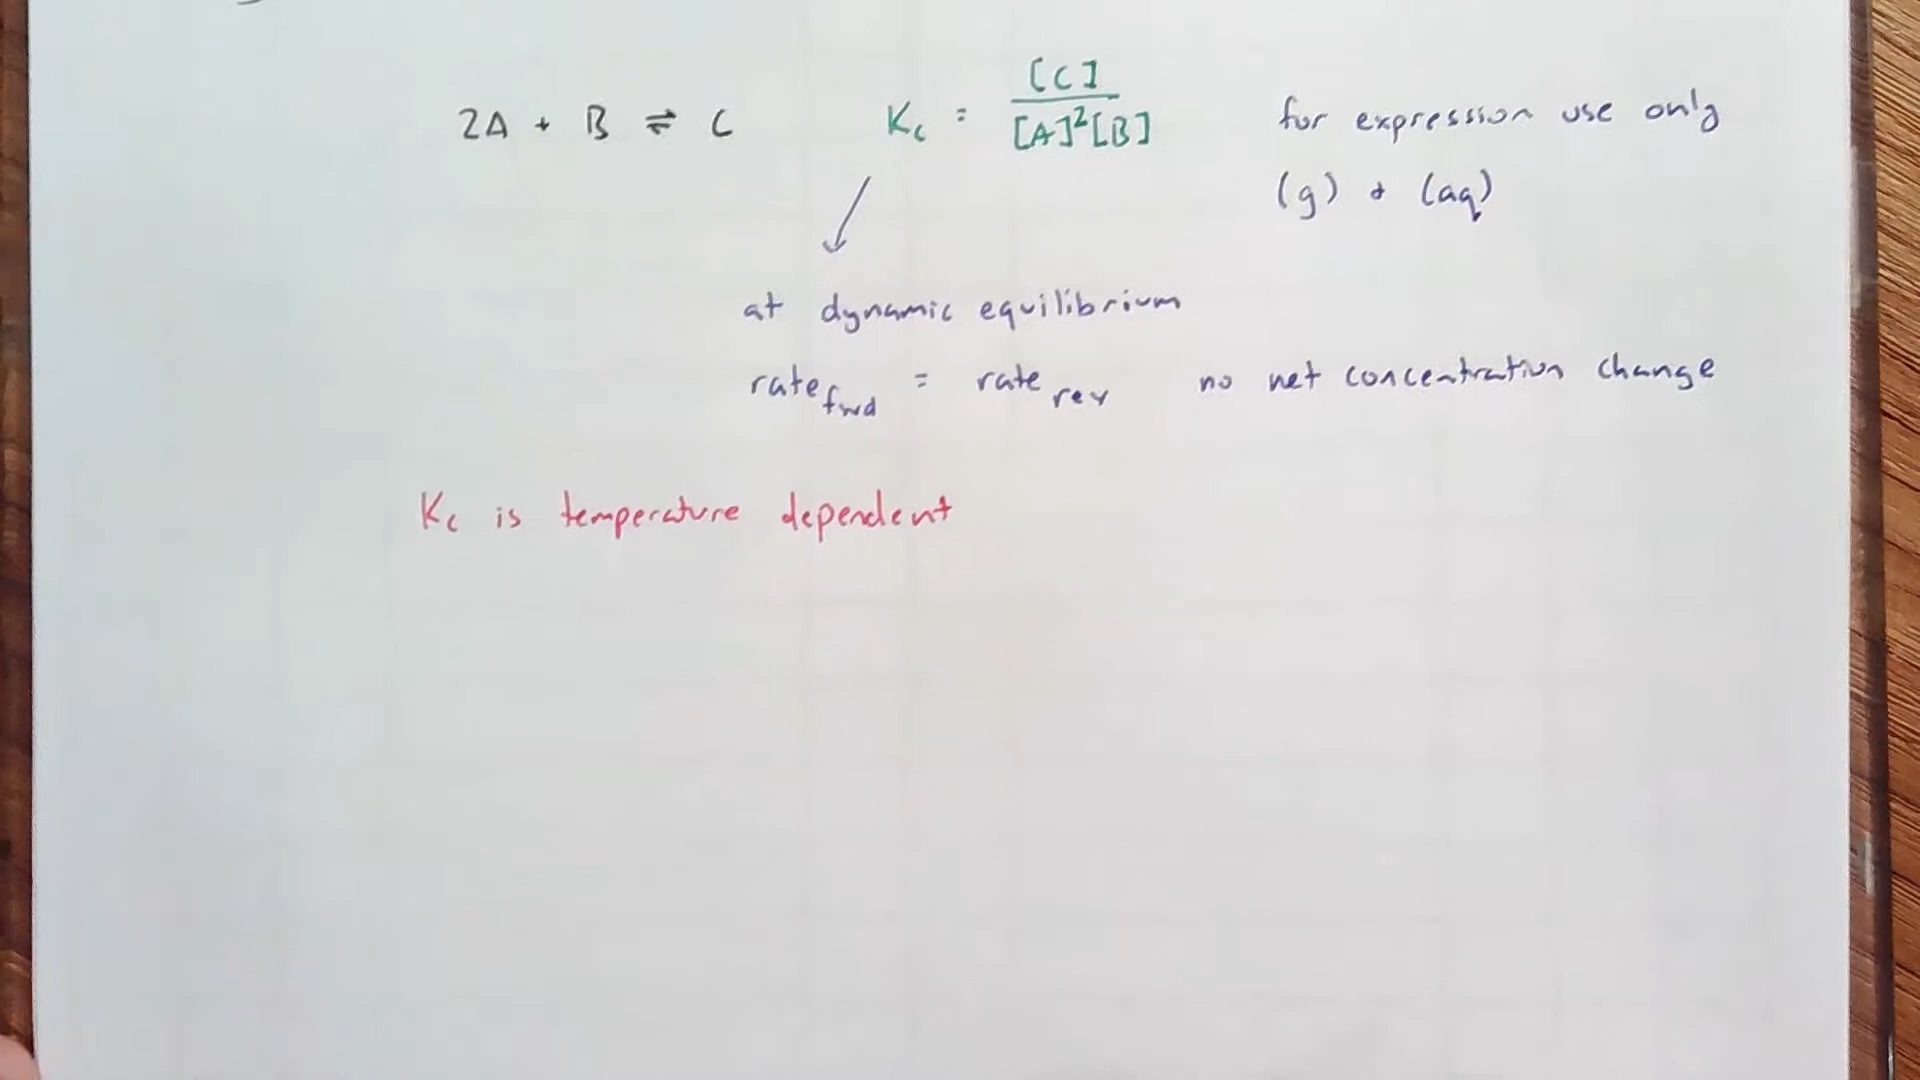 2A + B ⇌ C
Kc = [C] / [A]²[B]
for expression use only
(g) + (aq)
at dynamic equilibrium
rate fwd = rate rev no net concentration change
Kc is temperature dependent